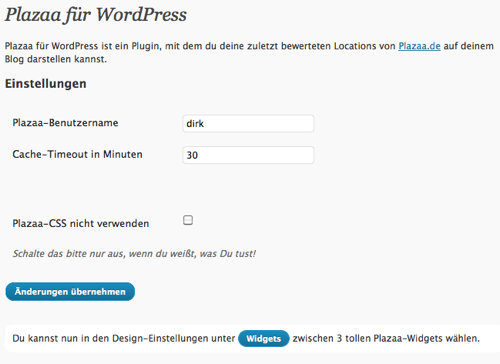 Plazaa für WordPress
Plazaa für WordPress ist ein Plugin, mit dem du deine zuletzt bewerteten Locations von Plazaa.de auf deinem
Blog darstellen kannst.
Einstellungen
Plazaa-Benutzername dirk
Cache-Timeout in Minuten 30
Plazaa-CSS nicht verwenden
Schalte das bitte nur aus, wenn du weißt, was Du tust!
Änderungen übernehmen
Du kannst nun in den Design-Einstellungen unter Widgets zwischen 3 tollen Plazaa-Widgets wählen.